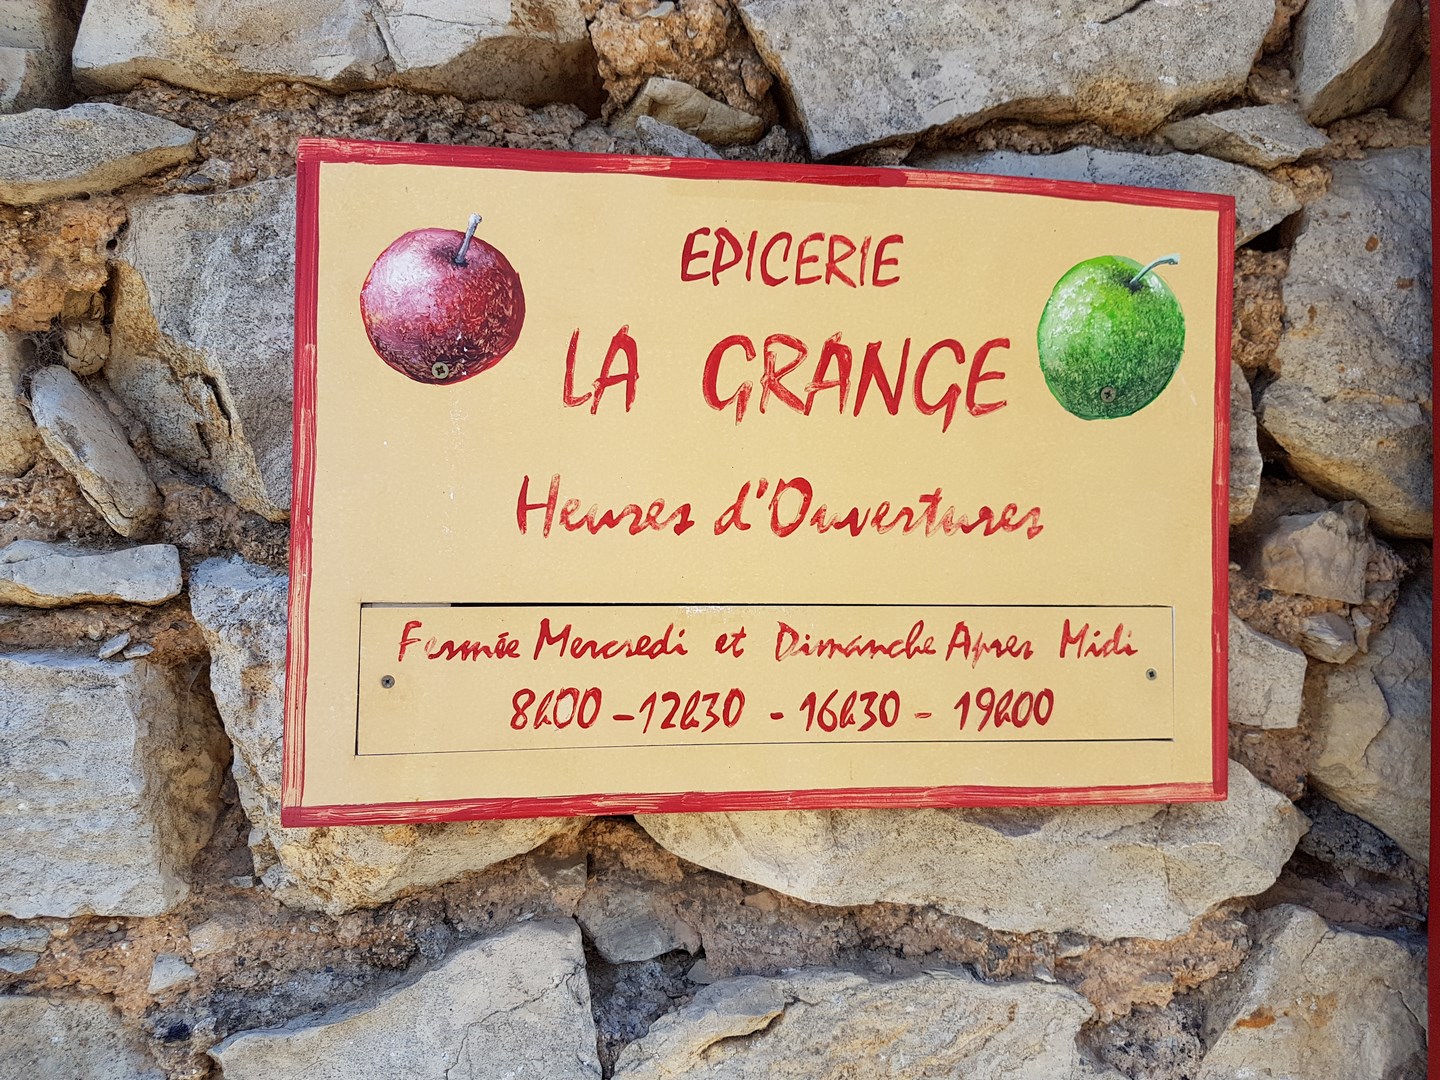 EPICERIE
LA GRANGE
Heures d'Ouvertures
Fermée Mercredi et Dimanche Apres Midi
8h00 - 12h30 - 16h30 - 19h00